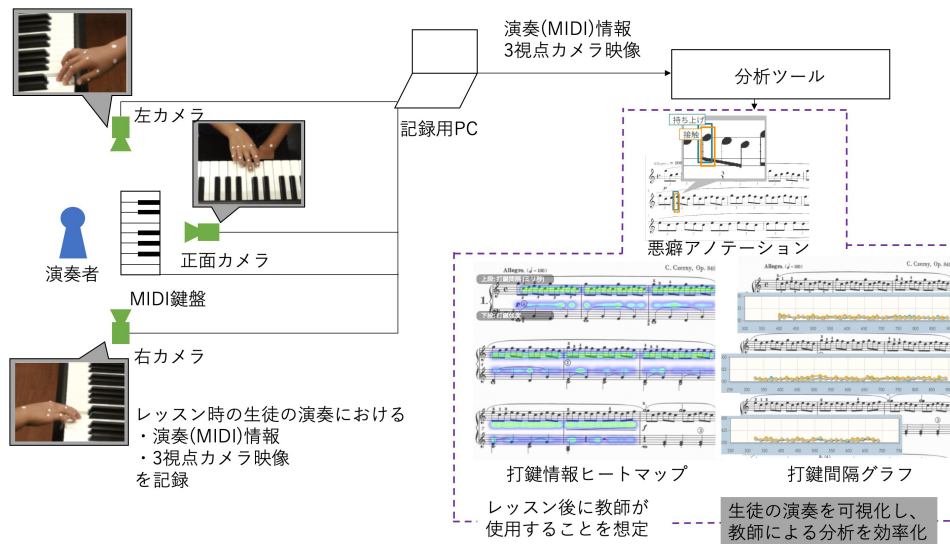 演奏(MIDI)情報
3視点カメラ映像
分析ツール
左カメラ
記録用PC
持ち上げ
接触
Allegro.
悪癖アノテーション
演奏者
正面カメラ
MIDI鍵盤
右カメラ
レッスン時の生徒の演奏における
・演奏(MIDI)情報
・3視点カメラ映像
を記録
Allegro. (♩=100)
C. Czerny, Op. 849
1.
打鍵情報ヒートマップ
Allegro. (♩=100)
C. Czerny, Op.
打鍵間隔グラフ
レッスン後に教師が
使用することを想定
生徒の演奏を可視化し、
教師による分析を効率化